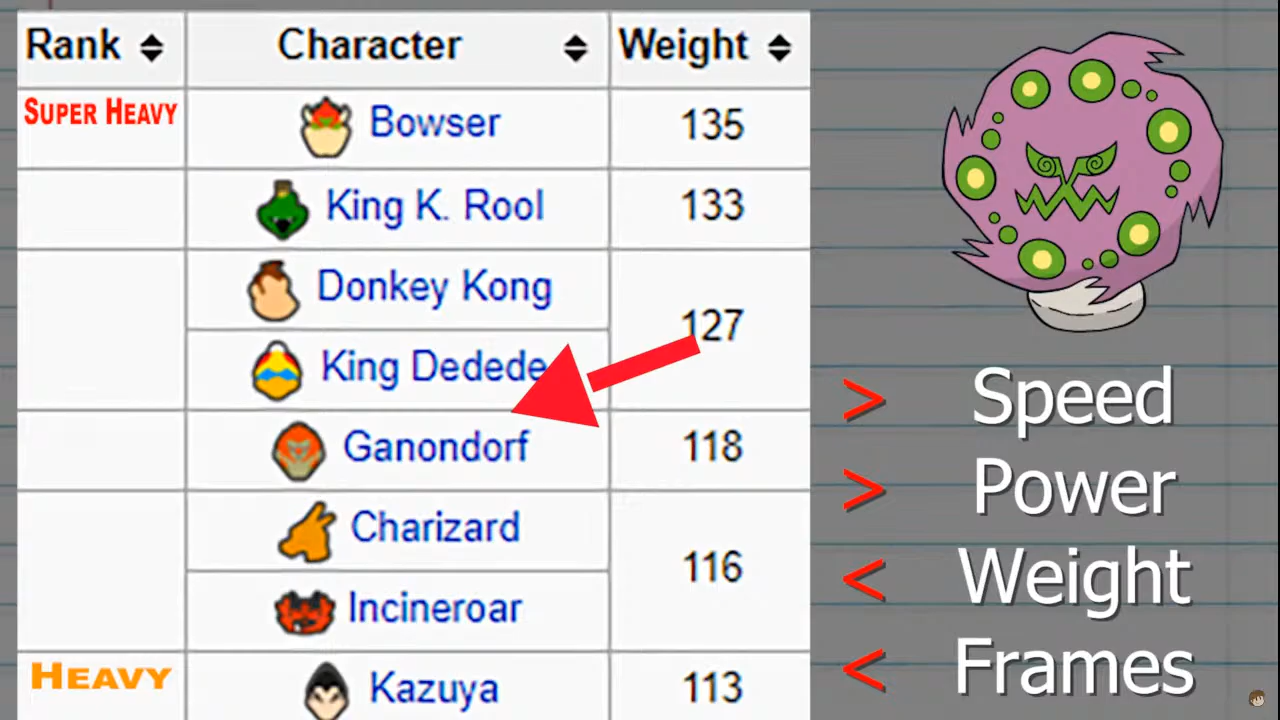 Rank Character Weight
SUPER HEAVY Bowser 135
King K. Rool 133
Donkey Kong
127
King Dedede
Ganondorf 118
Charizard
116
Incineroar
HEAVY Kazuya 113
> Speed
> Power
< Weight
< Frames